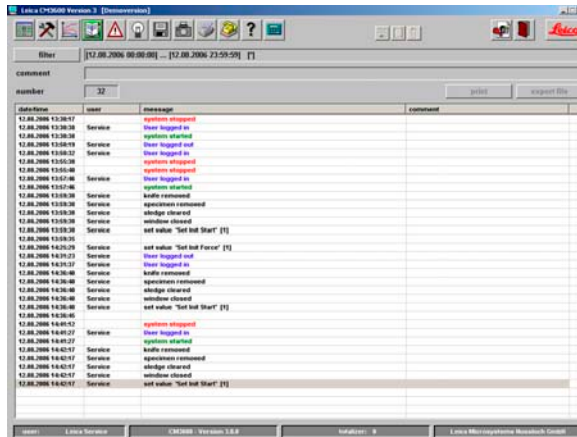 Leica CM3600 Version 3 [Demoversion]
Leica
filter [12.08.2006 00:00:00] ... [12.08.2006 23:59:59] [*]
comment
number 32 print export file
date/time user message comment
12.08.2006 13:30:17 system stopped
12.08.2006 13:30:38 Service User logged in
12.08.2006 13:30:38 system started
12.08.2006 13:50:19 Service User logged out
12.08.2006 13:50:32 Service User logged in
12.08.2006 13:55:38 system stopped
12.08.2006 13:55:40 system stopped
12.08.2006 13:57:46 Service User logged in
12.08.2006 13:57:46 system started
12.08.2006 13:59:38 Service knife removed
12.08.2006 13:59:38 Service specimen removed
12.08.2006 13:59:38 Service sledge cleared
12.08.2006 13:59:38 Service window closed
12.08.2006 13:59:38 Service set value "Set Init Start" [1]
12.08.2006 13:59:35
12.08.2006 14:25:29 Service set value "Set Init Force" [1]
12.08.2006 14:31:23 Service User logged out
12.08.2006 14:31:37 Service User logged in
12.08.2006 14:36:40 Service knife removed
12.08.2006 14:36:40 Service specimen removed
12.08.2006 14:36:40 Service sledge cleared
12.08.2006 14:36:40 Service window closed
12.08.2006 14:36:40 Service set value "Set Init Start" [1]
12.08.2006 14:36:45
12.08.2006 14:41:12 system stopped
12.08.2006 14:41:27 Service User logged in
12.08.2006 14:41:27 system started
12.08.2006 14:42:17 Service knife removed
12.08.2006 14:42:17 Service specimen removed
12.08.2006 14:42:17 Service sledge cleared
12.08.2006 14:42:17 Service window closed
12.08.2006 14:42:17 Service set value "Set Init Start" [1]
user: Leica Service CM3600 - Version 3.0.0 totalizer: 0 Leica Microsystems Nussloch GmbH